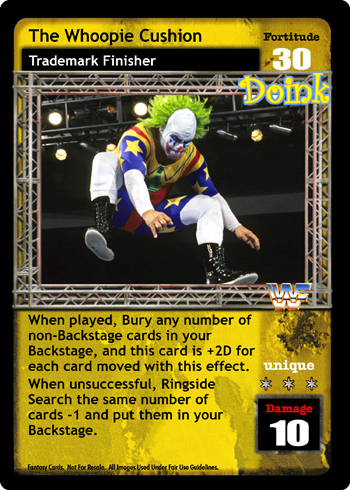 The Whoopie Cushion
Fortitude
Trademark Finisher
30
Doink
WWF
When played, Bury any number of
non-Backstage cards in your
Backstage, and this card is +2D for
each card moved with this effect.
When unsuccessful, Ringside
Search the same number of
cards -1 and put them in your
Backstage.
unique
* * *
Damage
10
Fantasy Cards. Not For Resale. All Images Used Under Fair Use Guidelines.